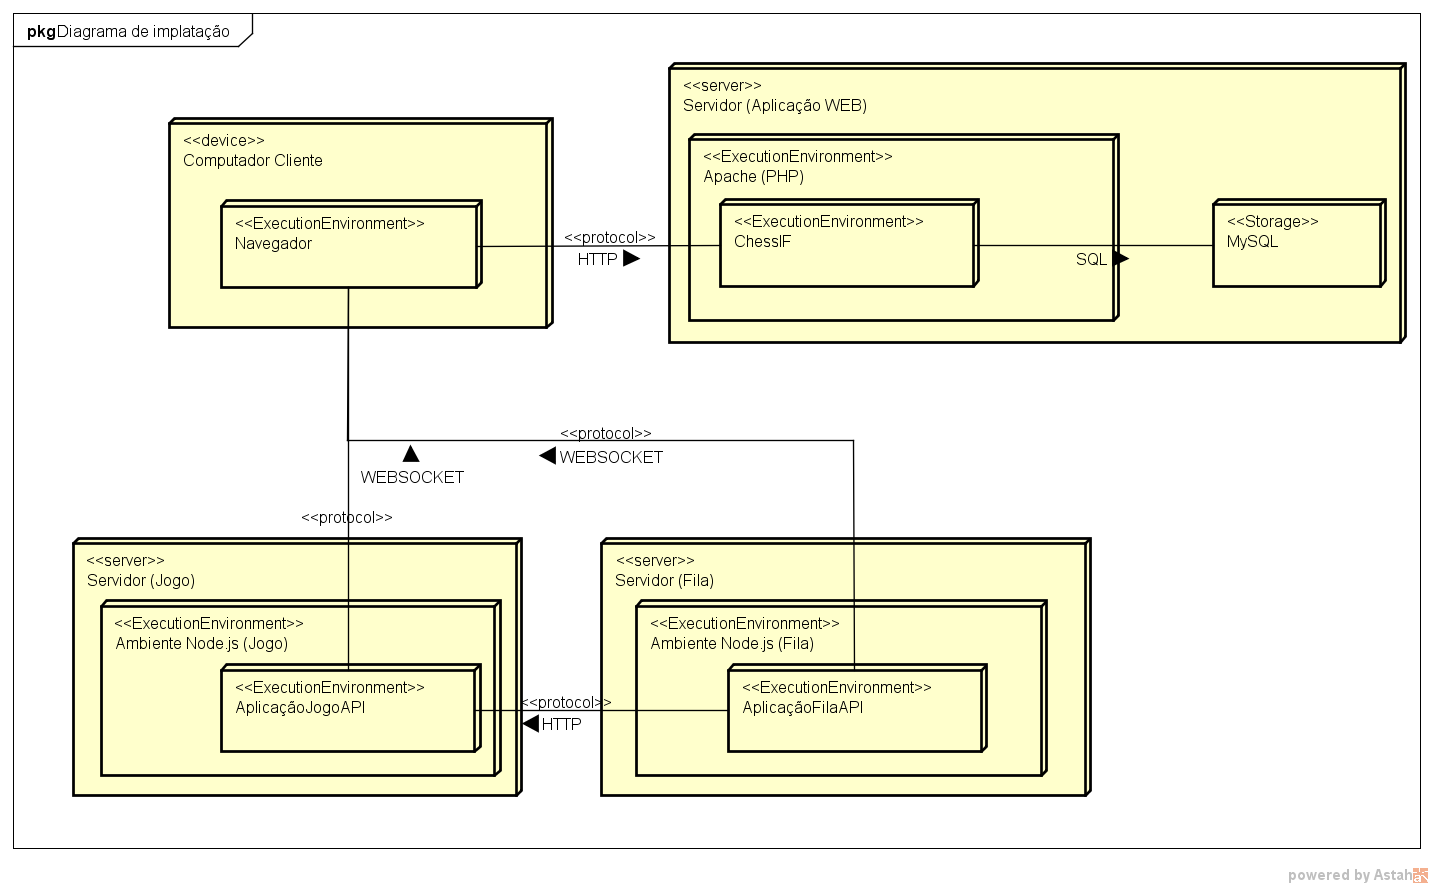 pkg Diagrama de implatação
<<server>>
Servidor (Aplicação WEB)
<<device>>
Computador Cliente
<<ExecutionEnvironment>>
Apache (PHP)
<<ExecutionEnvironment>>
Navegador
<<protocol>>
HTTP
<<ExecutionEnvironment>>
ChessIF
SQL
<<Storage>>
MySQL
<<protocol>>
WEBSOCKET
WEBSOCKET
<<protocol>>
<<server>>
Servidor (Jogo)
<<ExecutionEnvironment>>
Ambiente Node.js (Jogo)
<<ExecutionEnvironment>>
AplicaçãoJogoAPI
<<protocol>>
HTTP
<<server>>
Servidor (Fila)
<<ExecutionEnvironment>>
Ambiente Node.js (Fila)
<<ExecutionEnvironment>>
AplicaçãoFilaAPI
powered by Astah